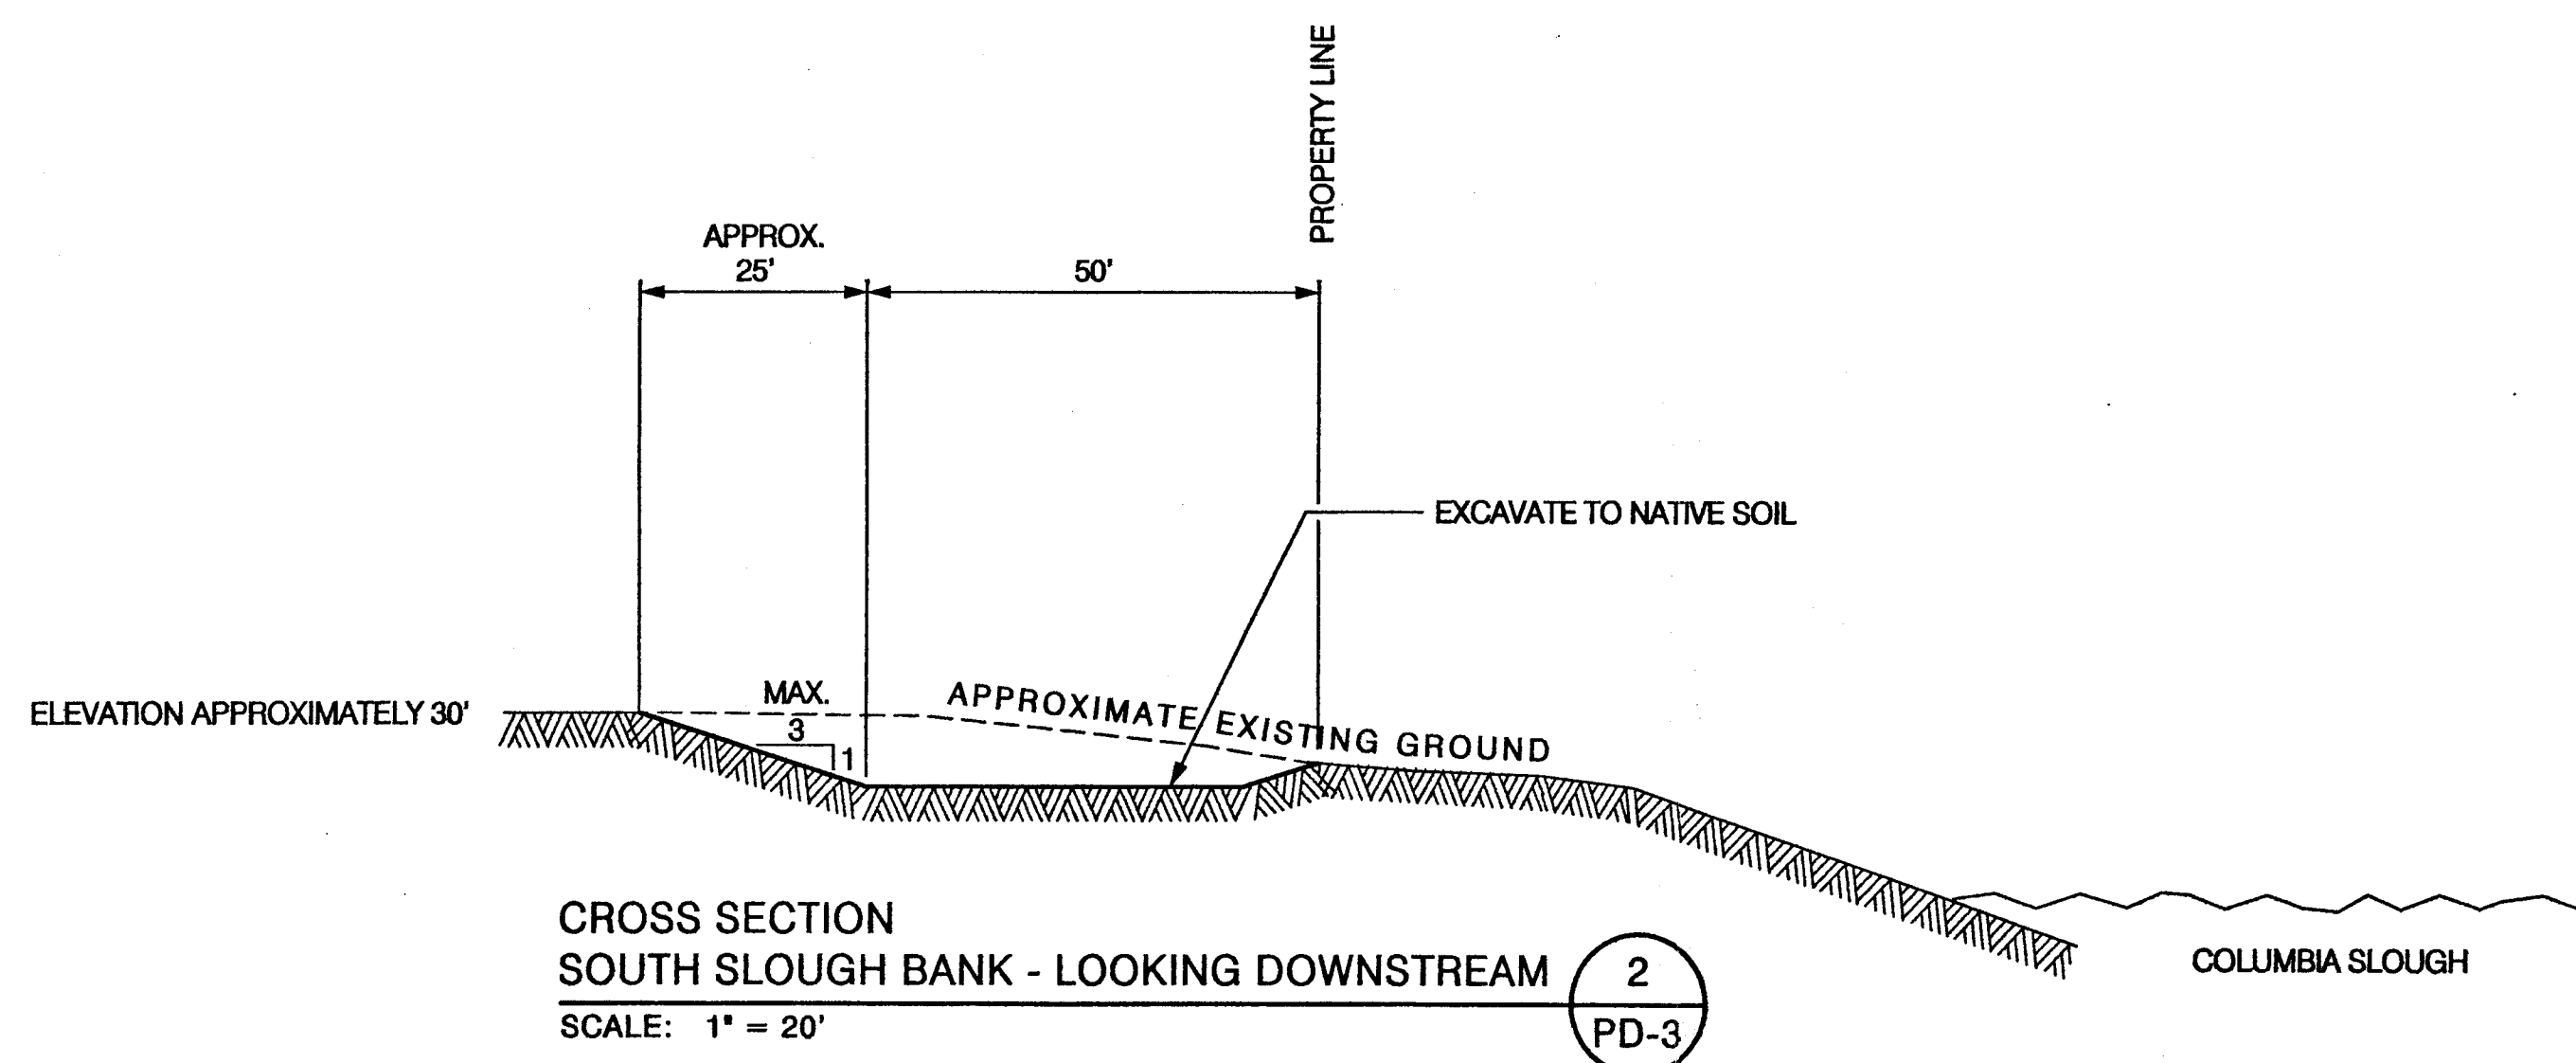 PROPERTY LINE
APPROX.
25'
50'
EXCAVATE TO NATIVE SOIL
ELEVATION APPROXIMATELY 30'
MAX.
3
1
APPROXIMATE EXISTING GROUND
CROSS SECTION
SOUTH SLOUGH BANK - LOOKING DOWNSTREAM
2
PD-3
SCALE: 1" = 20'
COLUMBIA SLOUGH